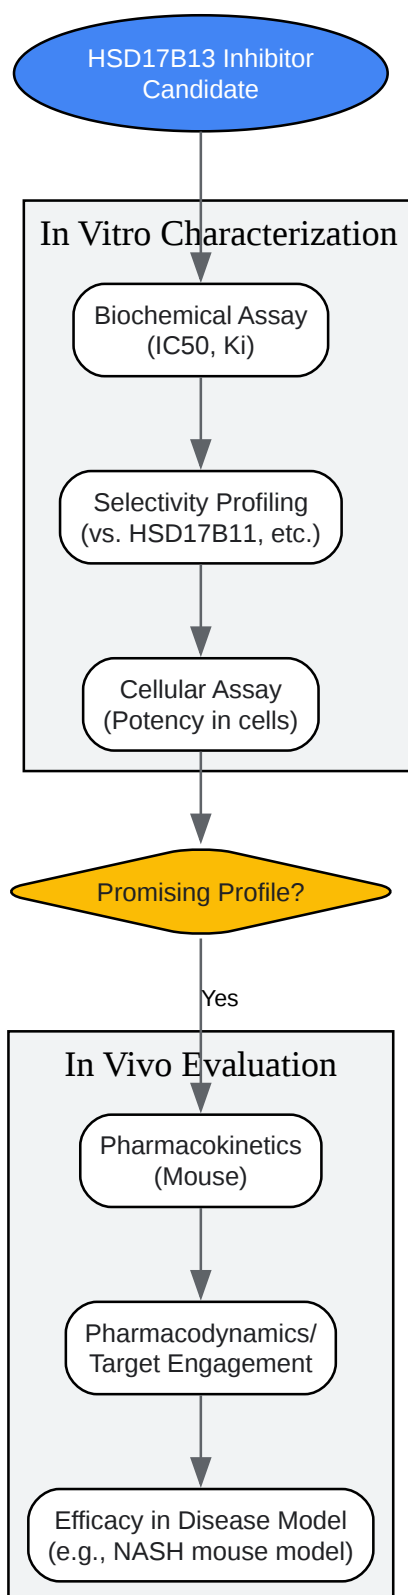 HSD17B13 Inhibitor
Candidate
In Vitro Characterization
Biochemical Assay
(IC50, Ki)
Selectivity Profiling
(vs. HSD17B11, etc.)
Cellular Assay
(Potency in cells)
Promising Profile?
Yes
In Vivo Evaluation
Pharmacokinetics
(Mouse)
Pharmacodynamics/
Target Engagement
Efficacy in Disease Model
(e.g., NASH mouse model)